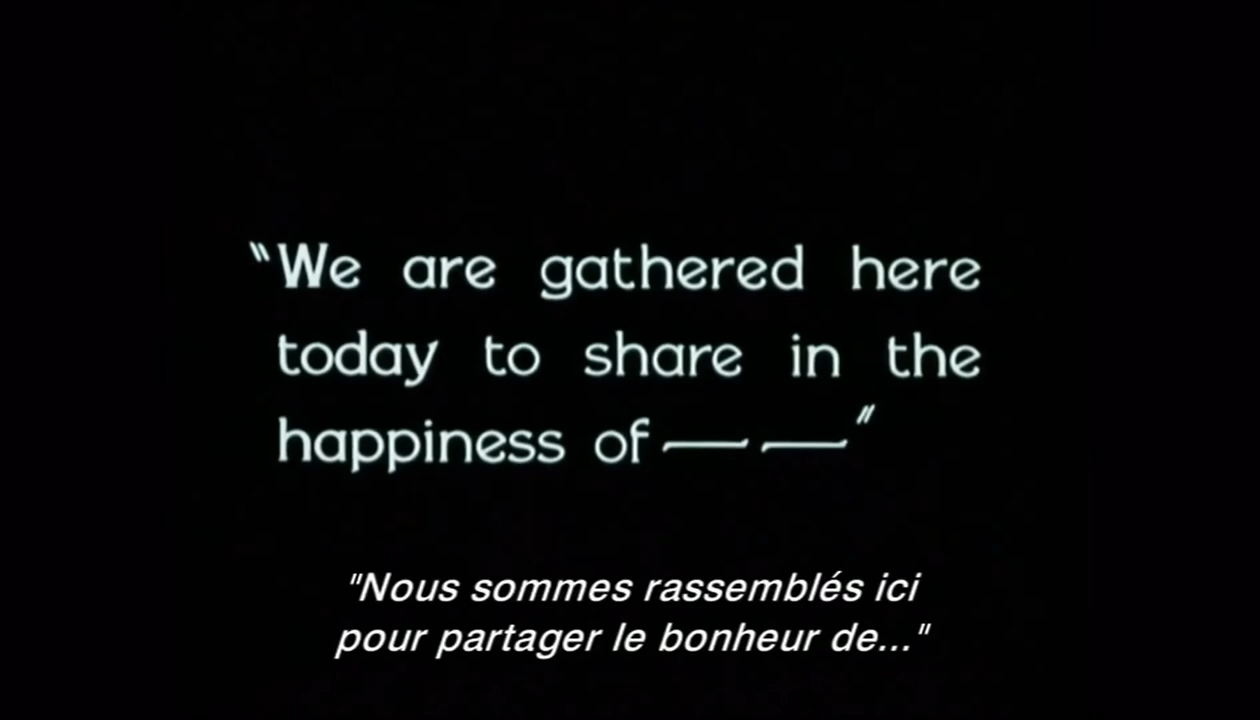 "We are gathered here
today to share in the
happiness of — —"
"Nous sommes rassemblés ici
pour partager le bonheur de..."